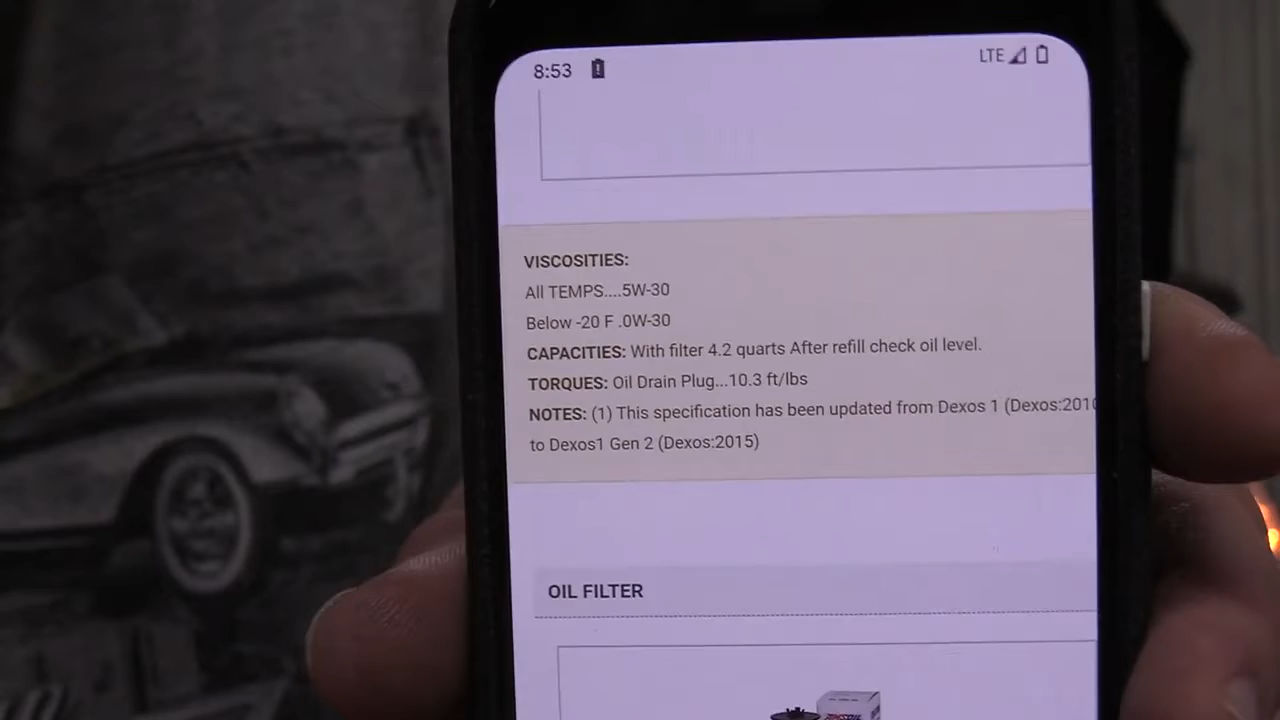 8:53 LTE
VISCOSITIES:
All TEMPS....5W-30
Below -20 F .0W-30
CAPACITIES: With filter 4.2 quarts After refill check oil level.
TORQUES: Oil Drain Plug...10.3 ft/lbs
NOTES: (1) This specification has been updated from Dexos 1 (Dexos:2010
to Dexos1 Gen 2 (Dexos:2015)
OIL FILTER